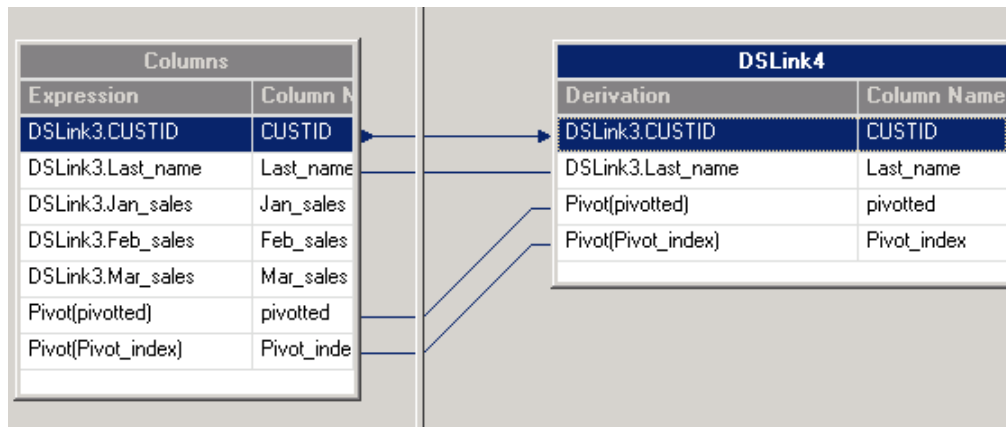 Columns
Expression Column N
DSLink3.CUSTID CUSTID
DSLink3.Last_name Last_name
DSLink3.Jan_sales Jan_sales
DSLink3.Feb_sales Feb_sales
DSLink3.Mar_sales Mar_sales
Pivot(pivotted) pivotted
Pivot(Pivot_index) Pivot_inde
DSLink4
Derivation Column Name
DSLink3.CUSTID CUSTID
DSLink3.Last_name Last_name
Pivot(pivotted) pivotted
Pivot(Pivot_index) Pivot_index